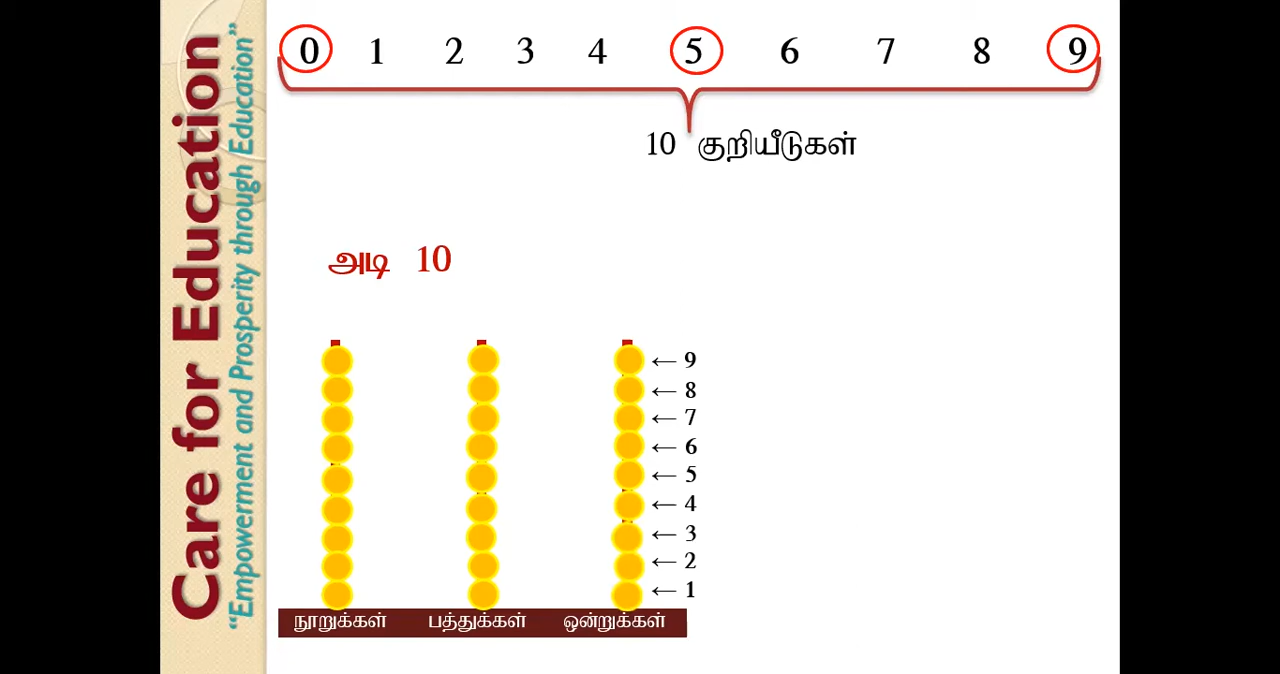 Care for Education
"Empowerment and Prosperity through Education"
0 1 2 3 4 5 6 7 8 9
10 குறியீடுகள்
அடி 10
← 9
← 8
← 7
← 6
← 5
← 4
← 3
← 2
← 1
நூறுக்கள் பத்துக்கள் ஒன்றுக்கள்